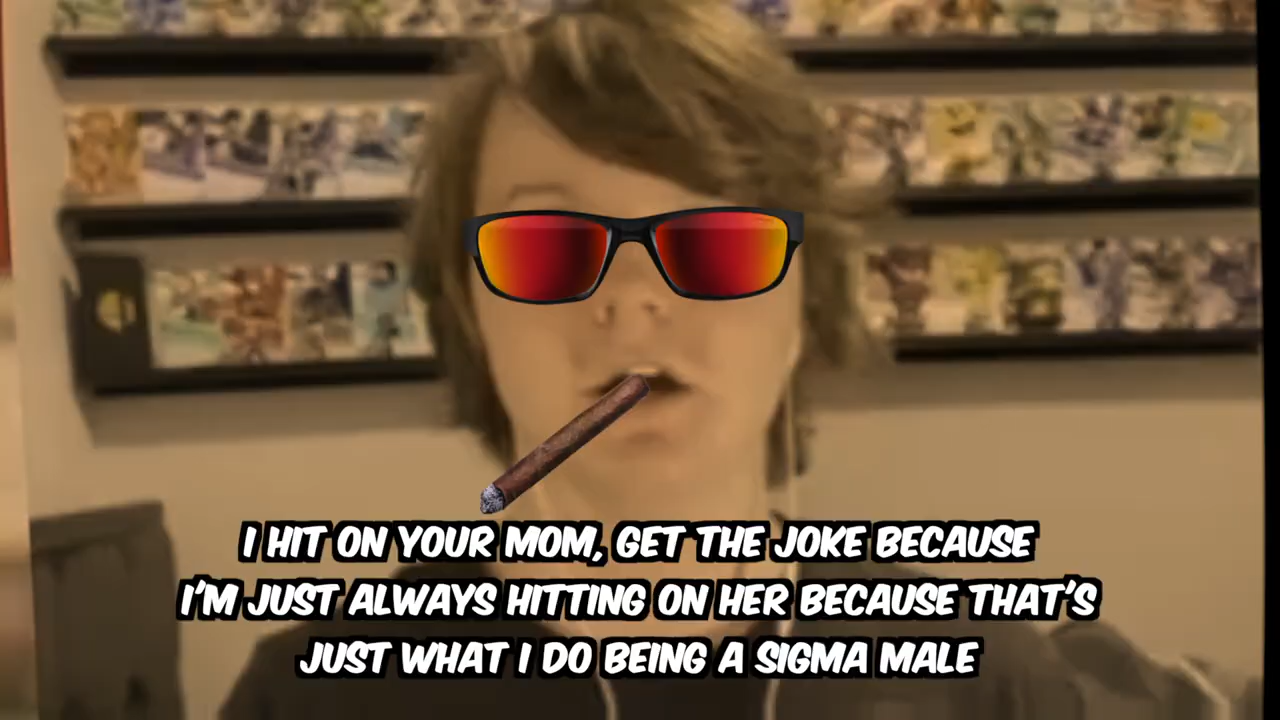 I HIT ON YOUR MOM, GET THE JOKE BECAUSE
I'M JUST ALWAYS HITTING ON HER BECAUSE THAT'S
JUST WHAT I DO BEING A SIGMA MALE